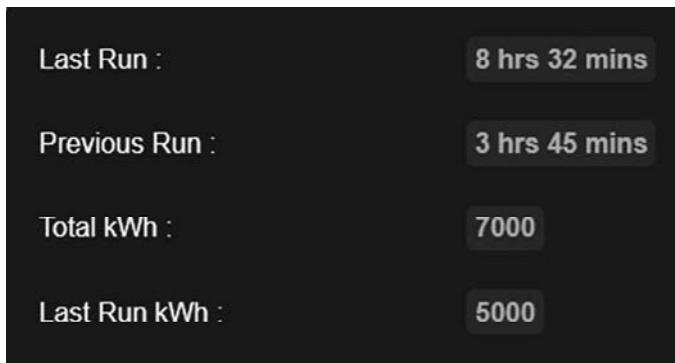 Last Run : 8 hrs 32 mins
Previous Run : 3 hrs 45 mins
Total kWh : 7000
Last Run kWh : 5000